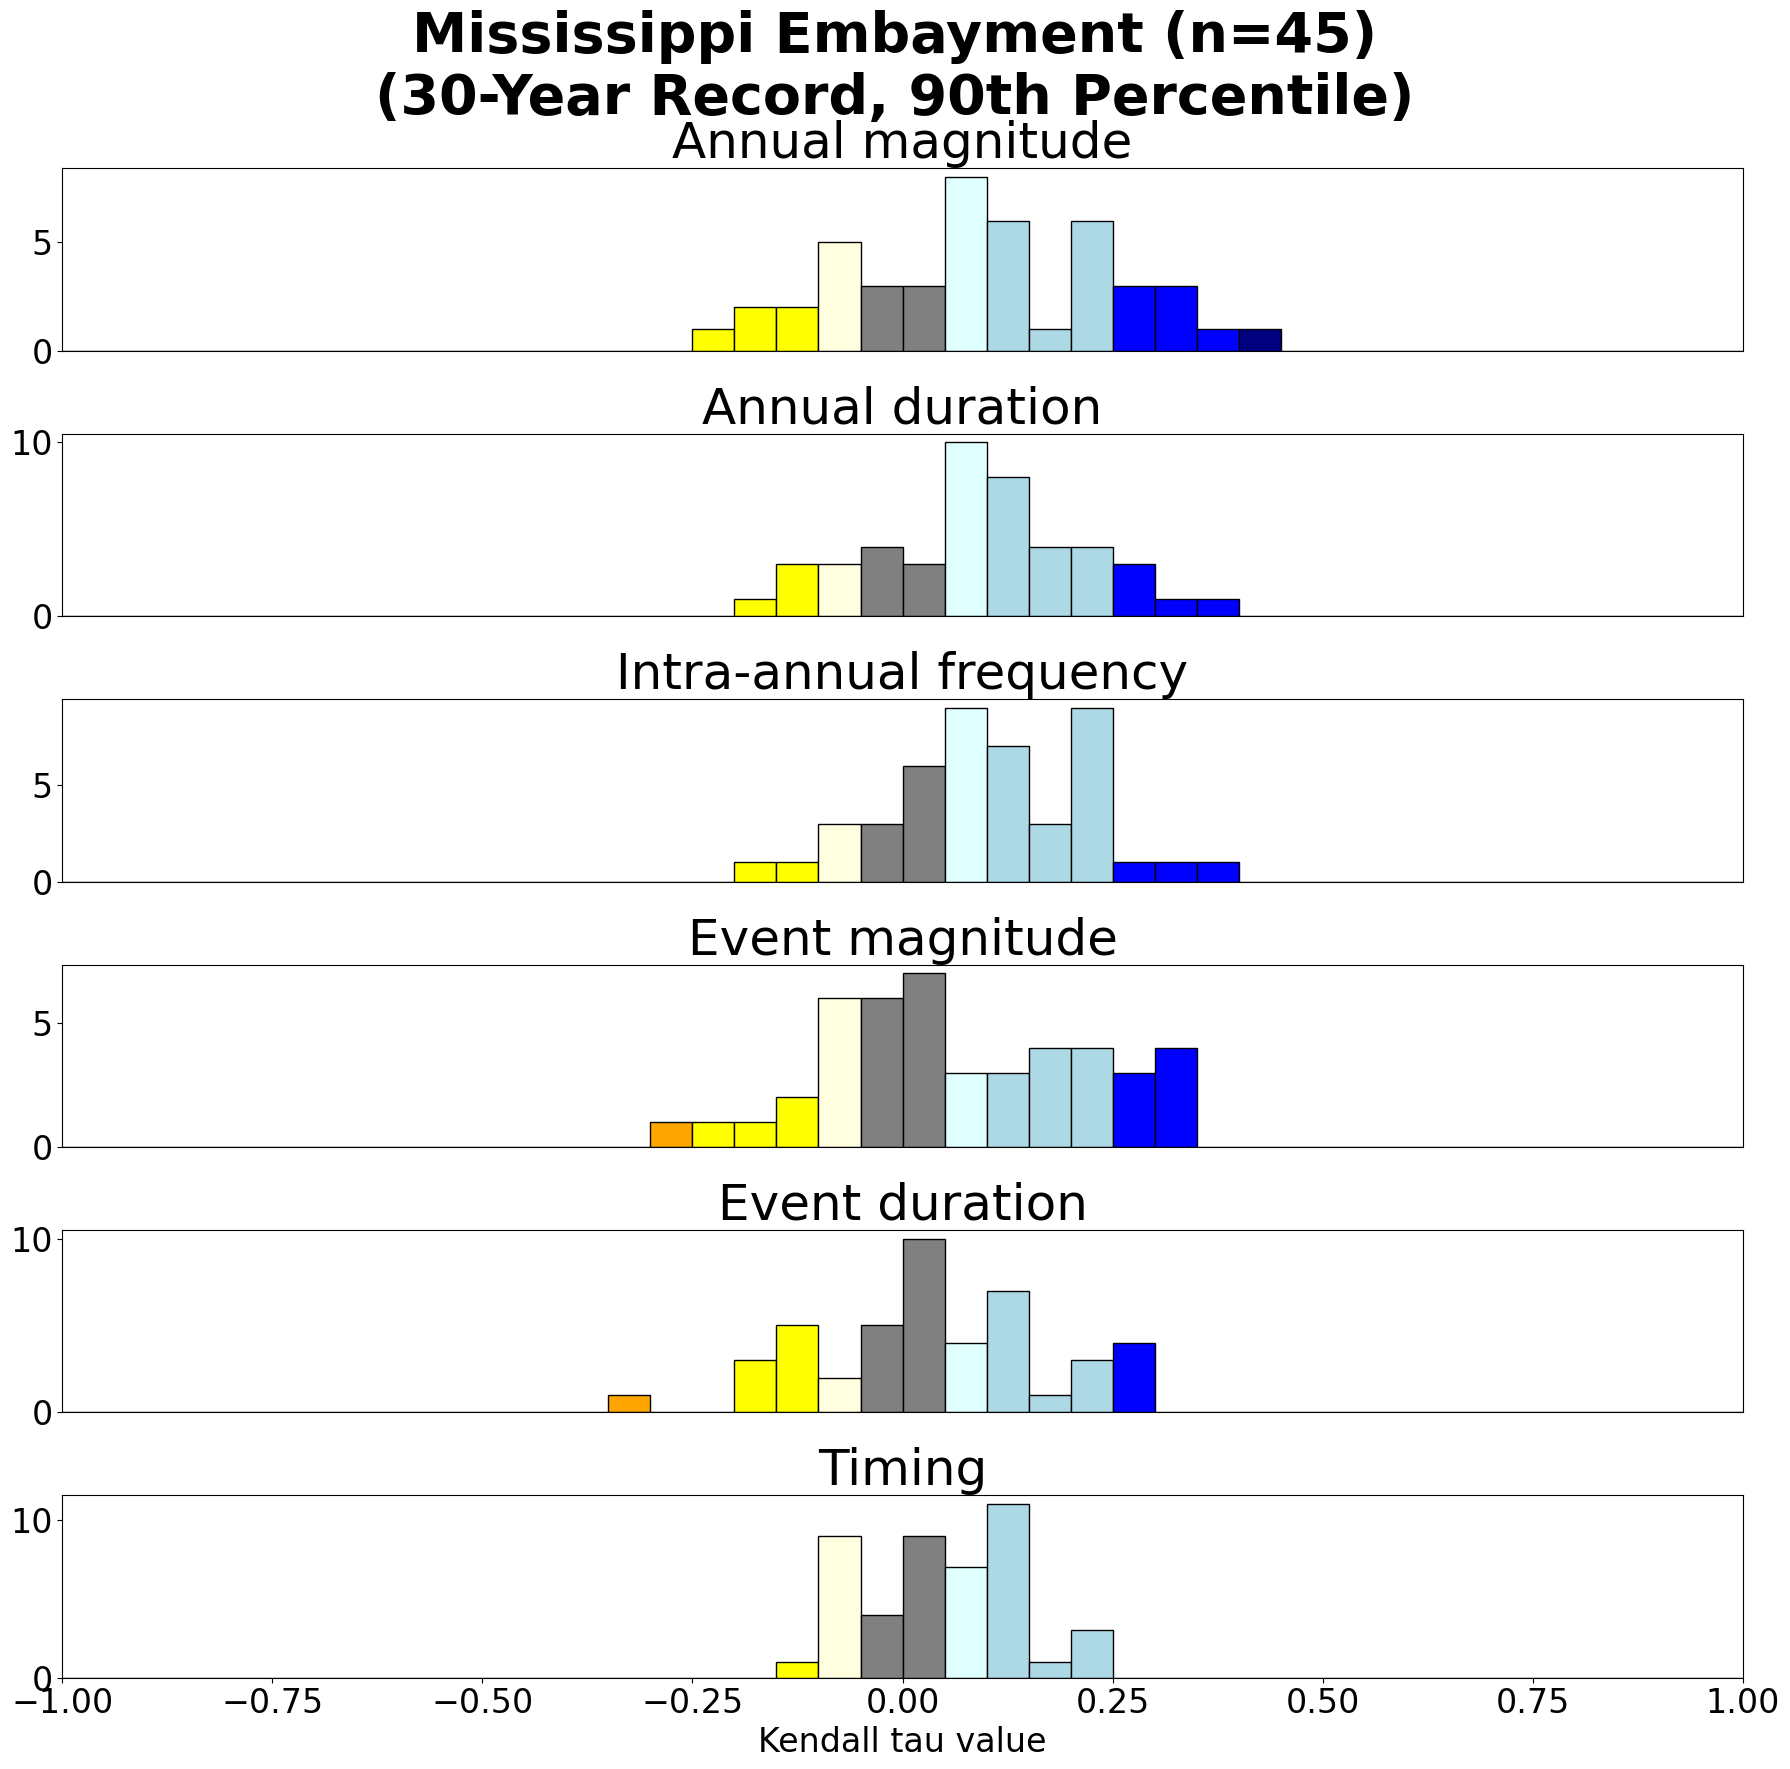 Mississippi Embayment (n=45)
(30-Year Record, 90th Percentile)
Annual magnitude
5
0
Annual duration
10
0
Intra-annual frequency
5
0
Event magnitude
5
0
Event duration
10
0
Timing
10
0
−1.00 −0.75 −0.50 −0.25 0.00 0.25 0.50 0.75 1.00
Kendall tau value